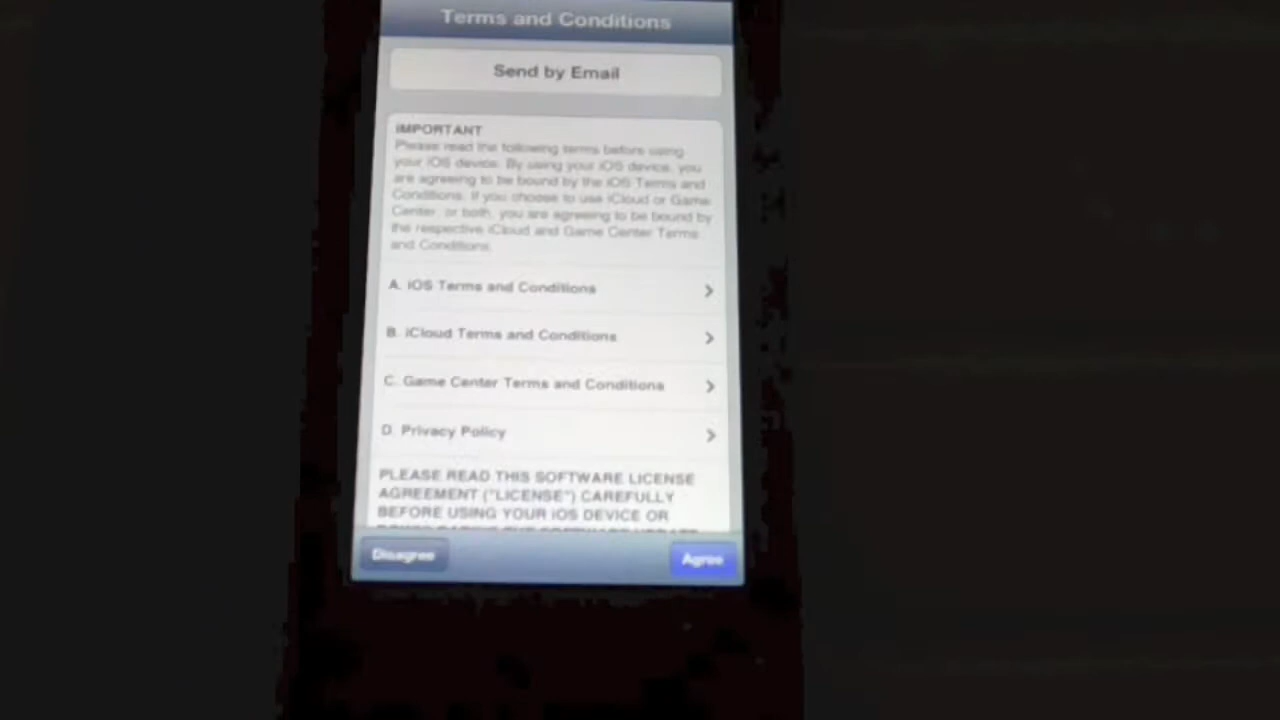 Terms and Conditions
Send by Email
IMPORTANT
Please read the following terms before using
your iOS device. By using your iOS device, you
are agreeing to be bound by the iOS Terms and
Conditions. If you choose to use iCloud or Game
Center, or both, you are agreeing to be bound by
the respective iCloud and Game Center Terms
and Conditions.
A. iOS Terms and Conditions
B. iCloud Terms and Conditions
C. Game Center Terms and Conditions
D. Privacy Policy
PLEASE READ THIS SOFTWARE LICENSE
AGREEMENT ("LICENSE") CAREFULLY
BEFORE USING YOUR iOS DEVICE OR
Disagree
Agree